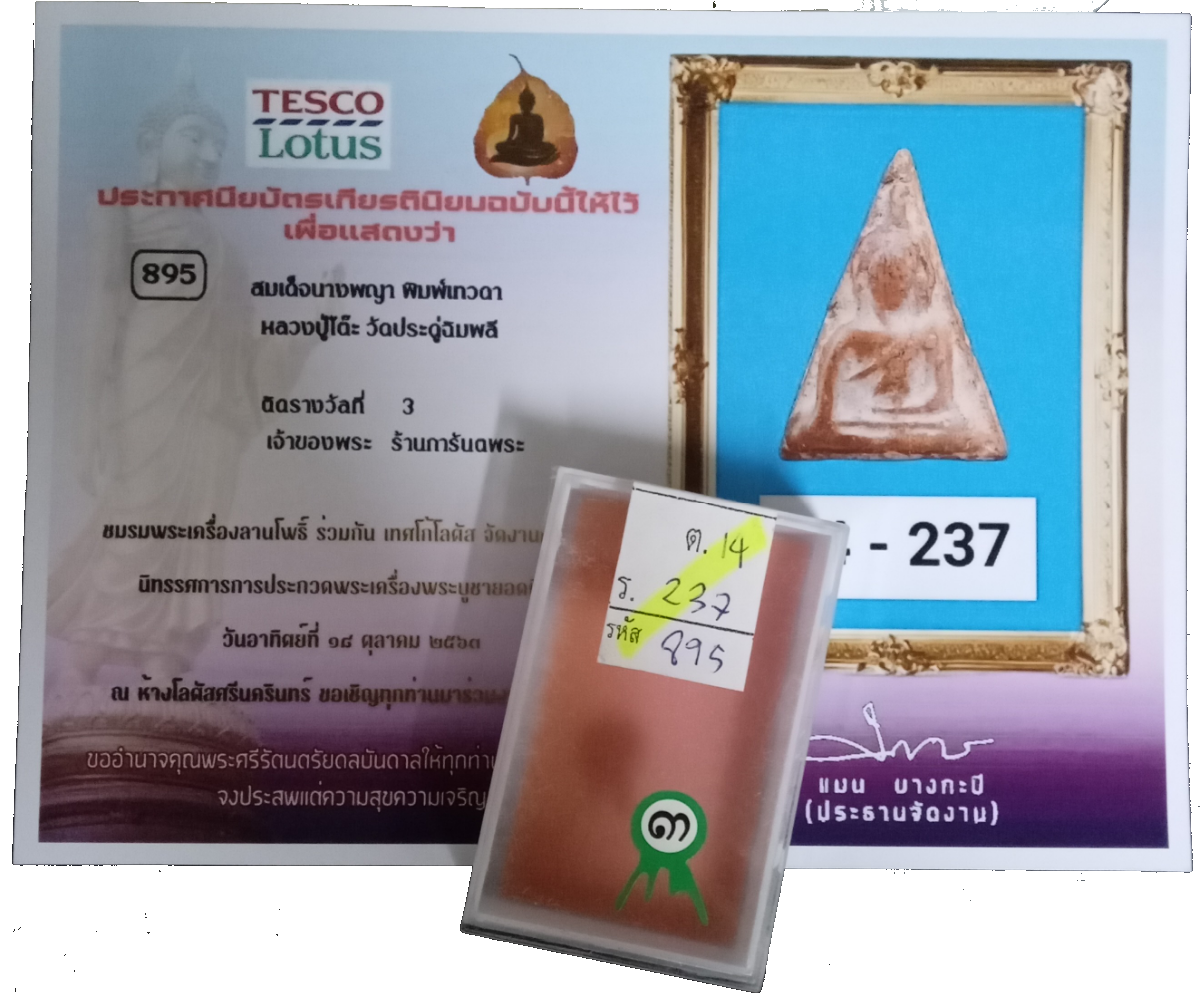 TESCO
Lotus
ประกาศนียบัตรเกียรตินิยมฉบับนี้ให้ไว้
เพื่อแสดงว่า
895
สมเด็จนางพญา พิมพ์เทวดา
หลวงปู่โต๊ะ วัดประดู่ฉิมพลี
ติดรางวัลที่ 3
เจ้าของพระ ร้านการันตพระ
ชมรมพระเครื่องลานโพธิ์ ร่วมกับ เทศโก้โลตัส จัดงาน
นิทรรศการการประกวดพระเครื่องพระบูชายอด
วันอาทิตย์ที่ ๑๘ ตุลาคม ๒๕๖๓
ณ ห้างโลตัสศรีนครินทร์ ขอเชิญทุกท่านมาร่วม
ขออำนาจคุณพระศรีรัตนตรัยดลบันดาลให้ทุกท่าน
จงประสพแต่ความสุขความเจริญ
- 237
แมน บางกะปิ
(ประธานจัดงาน)
ต. 14
ร. 237
รหัส 895
๓